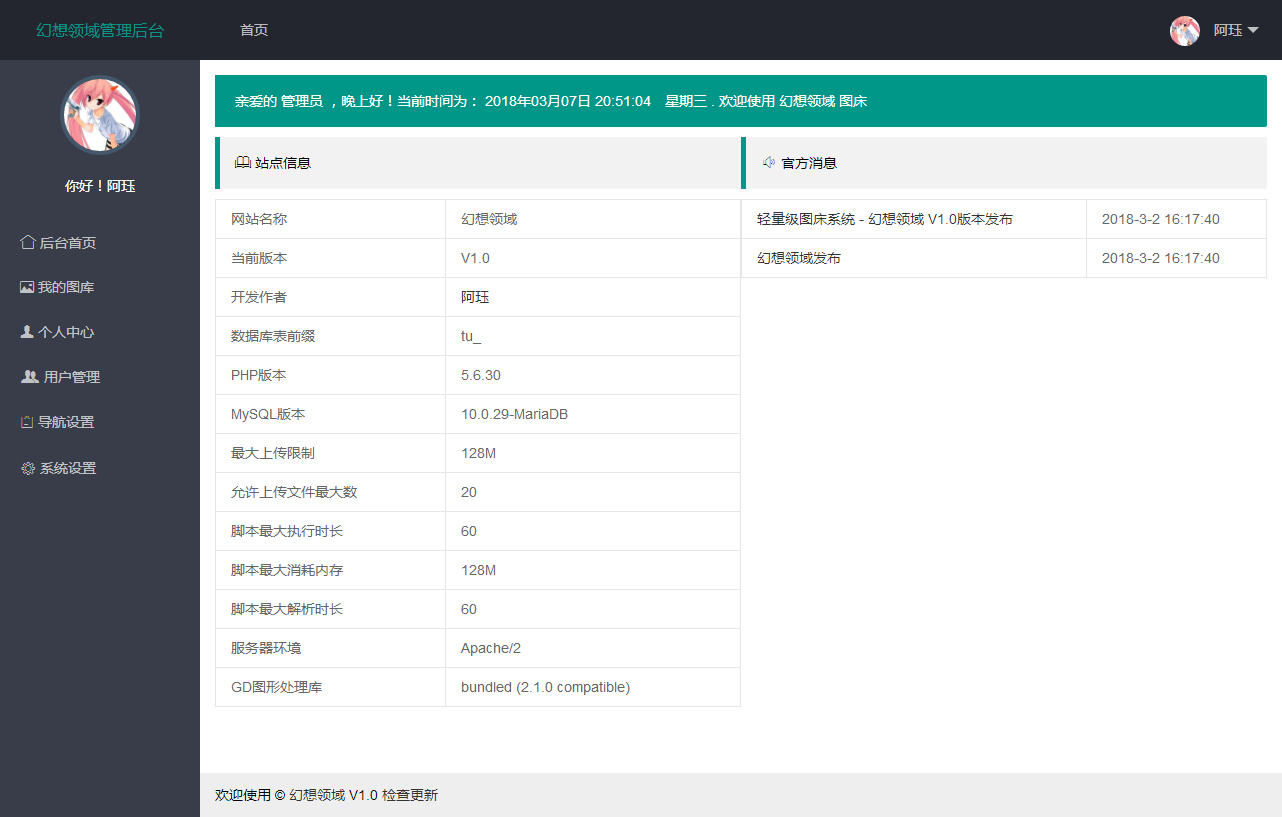 幻想领域管理后台
首页
阿珏
你好！阿珏
后台首页
我的图库
个人中心
用户管理
导航设置
系统设置
亲爱的 管理员 ，晚上好！当前时间为： 2018年03月07日 20:51:04 星期三 . 欢迎使用 幻想领域 图床
站点信息
网站名称 幻想领域
当前版本 V1.0
开发作者 阿珏
数据库表前缀 tu_
PHP版本 5.6.30
MySQL版本 10.0.29-MariaDB
最大上传限制 128M
允许上传文件最大数 20
脚本最大执行时长 60
脚本最大消耗内存 128M
脚本最大解析时长 60
服务器环境 Apache/2
GD图形处理库 bundled (2.1.0 compatible)
官方消息
轻量级图床系统 - 幻想领域 V1.0版本发布 2018-3-2 16:17:40
幻想领域发布 2018-3-2 16:17:40
欢迎使用 © 幻想领域 V1.0 检查更新